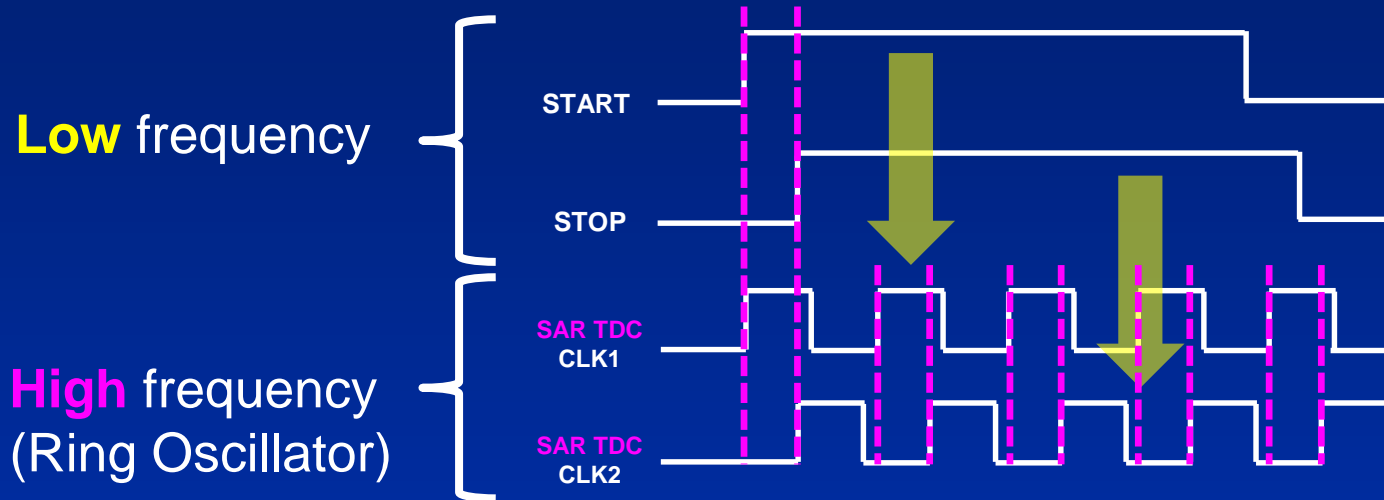 START
Low frequency
STOP
SAR TDC
CLK1
High frequency
(Ring Oscillator)
SAR TDC
CLK2